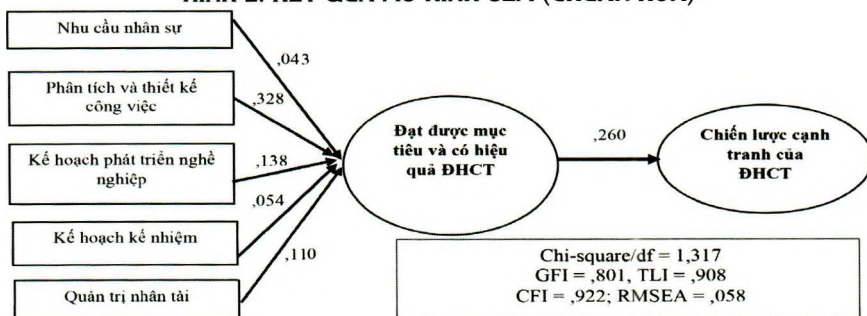 Nhu cầu nhân sự
,043
Phân tích và thiết kế
công việc
,328
Kế hoạch phát triển nghề
nghiệp
,138
,054
Kế hoạch kế nhiệm
,110
Quản trị nhân tài
Đạt được mục
tiêu và có hiệu
quả ĐHCT
,260
Chiến lược cạnh
tranh của
ĐHCT
Chi-square/df = 1,317
GFI = ,801, TLI = ,908
CFI = ,922; RMSEA = ,058